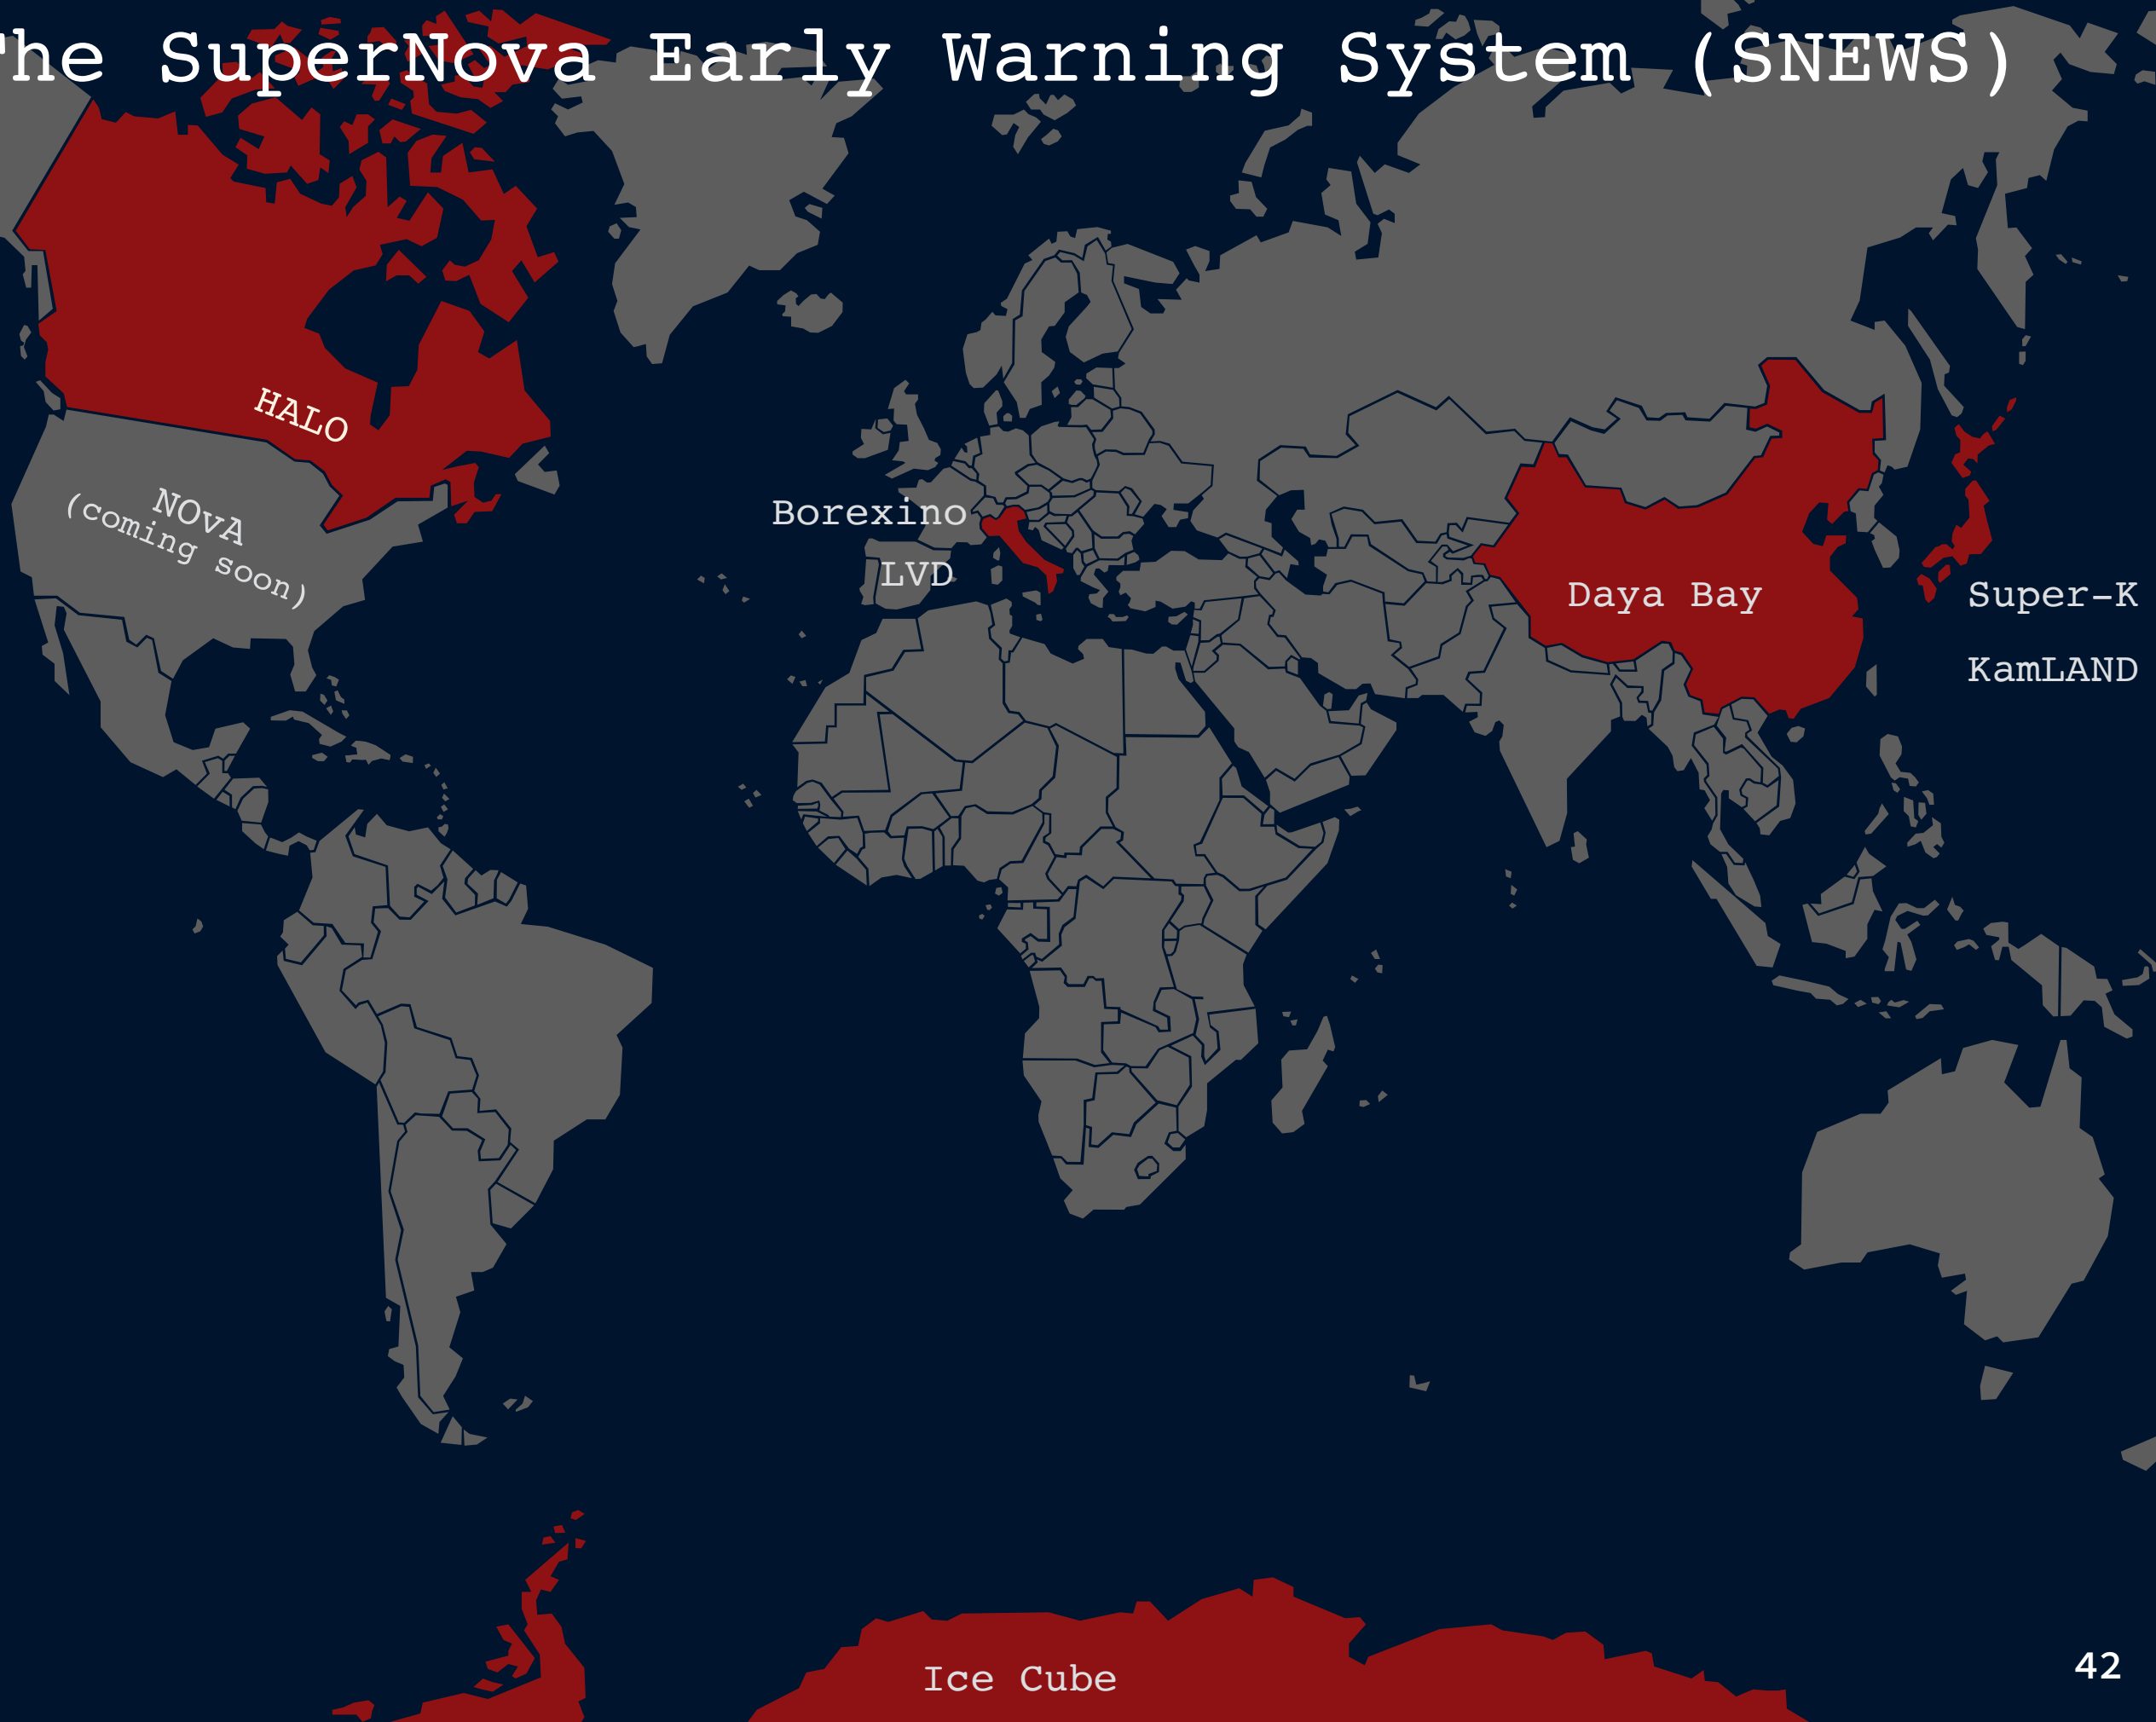 he SuperNova Early Warning System (SNEWS)
HALO
NOvA
(coming soon)
Borexino
LVD
Daya Bay
Super-K
KamLAND
Ice Cube
42